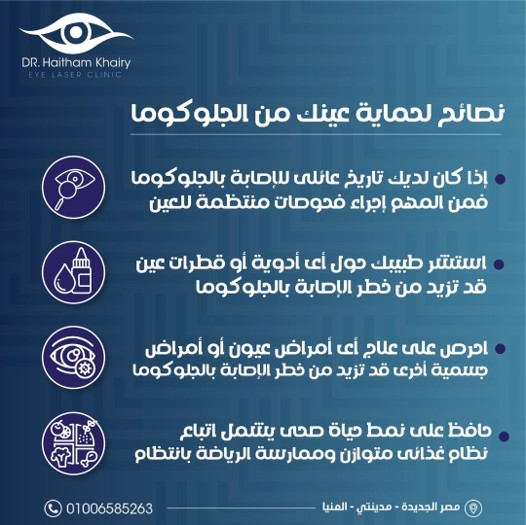 DR. Haitham Khairy
EYE LASER CLINIC
نصائح لحماية عينك من الجلوكوما
إذا كان لديك تاريخ عائلى للإصابة بالجلوكوما
فمن المهم إجراء فحوصات منتظمة للعين
استشر طبيبك حول أى أدوية أو قطرات عين
قد تزيد من خطر الإصابة بالجلوكوما
احرص على علاج أى أمراض عيون أو أمراض
جسمية أخرى قد تزيد من خطر الإصابة بالجلوكوما
حافظ على نمط حياة صحى يشمل اتباع
نظام غذائى متوازن وممارسة الرياضة بانتظام
مصر الجديدة - مدينتي - المنيا
01006585263